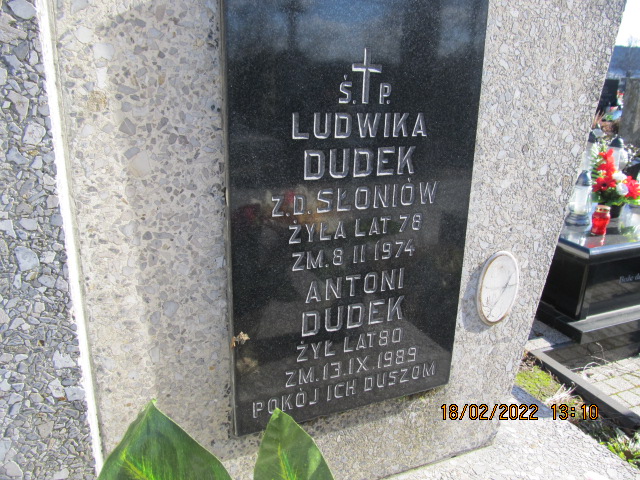 Ś. P.
LUDWIKA
DUDEK
Z.D. SŁONIÓW
ŻYŁA LAT 78
ZM. 8 II 1974
ANTONI
DUDEK
ŻYŁ LAT 80
ZM. 13.IX.1989
POKÓJ ICH DUSZOM
18/02/2022 13:10